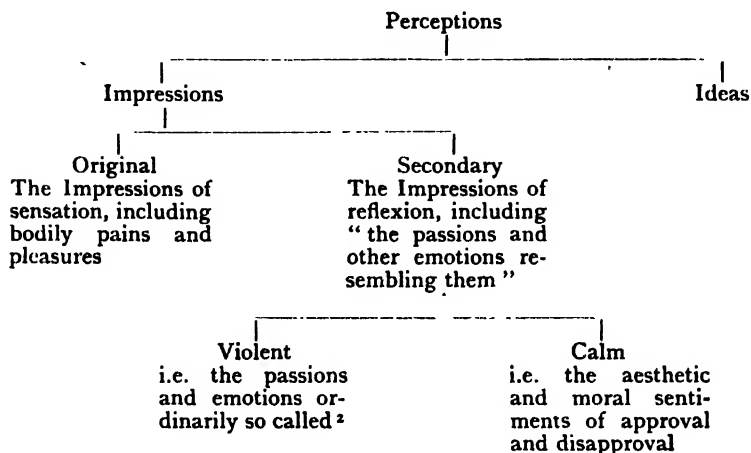 Perceptions
Impressions
Ideas
Original
The Impressions of
sensation, including
bodily pains and
pleasures
Secondary
The Impressions of
reflexion, including
“ the passions and
other emotions re-
sembling them ”
Violent
i.e. the passions
and emotions or-
dinarily so called ²
Calm
i.e. the aesthetic
and moral senti-
ments of approval
and disapproval